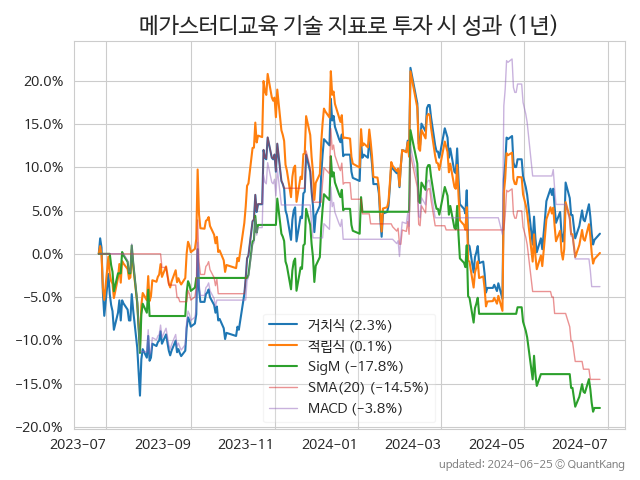 메가스터디교육 기술 지표로 투자 시 성과 (1년)
20.0%
15.0%
10.0%
5.0%
0.0%
−5.0%
−10.0%
−15.0%
−20.0%
거치식 (2.3%)
적립식 (0.1%)
SigM (−17.8%)
SMA(20) (−14.5%)
MACD (−3.8%)
2023-07 2023-09 2023-11 2024-01 2024-03 2024-05 2024-07
updated: 2024-06-25 ⓒ QuantKang